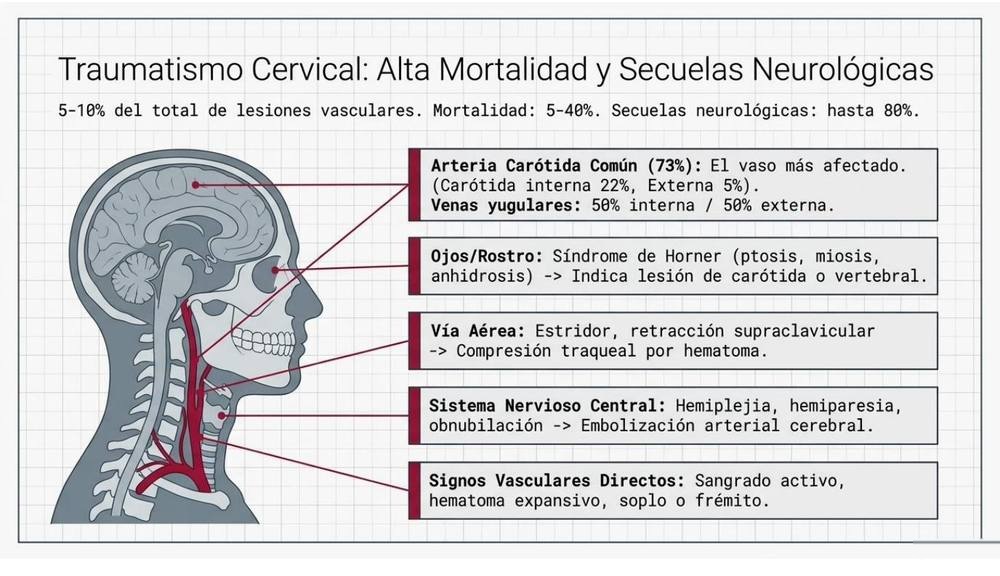 Traumatismo Cervical: Alta Mortalidad y Secuelas Neurológicas
5-10% del total de lesiones vasculares. Mortalidad: 5-40%. Secuelas neurológicas: hasta 80%.
Arteria Carótida Común (73%): El vaso más afectado.
(Carótida interna 22%, Externa 5%).
Venas yugulares: 50% interna / 50% externa.
Ojos/Rostro: Síndrome de Horner (ptosis, miosis,
anhidrosis) -> Indica lesión de carótida o vertebral.
Vía Aérea: Estridor, retracción supraclavicular
-> Compresión traqueal por hematoma.
Sistema Nervioso Central: Hemiplejia, hemiparesia,
obnubilación -> Embolización arterial cerebral.
Signos Vasculares Directos: Sangrado activo,
hematoma expansivo, soplo o frémito.